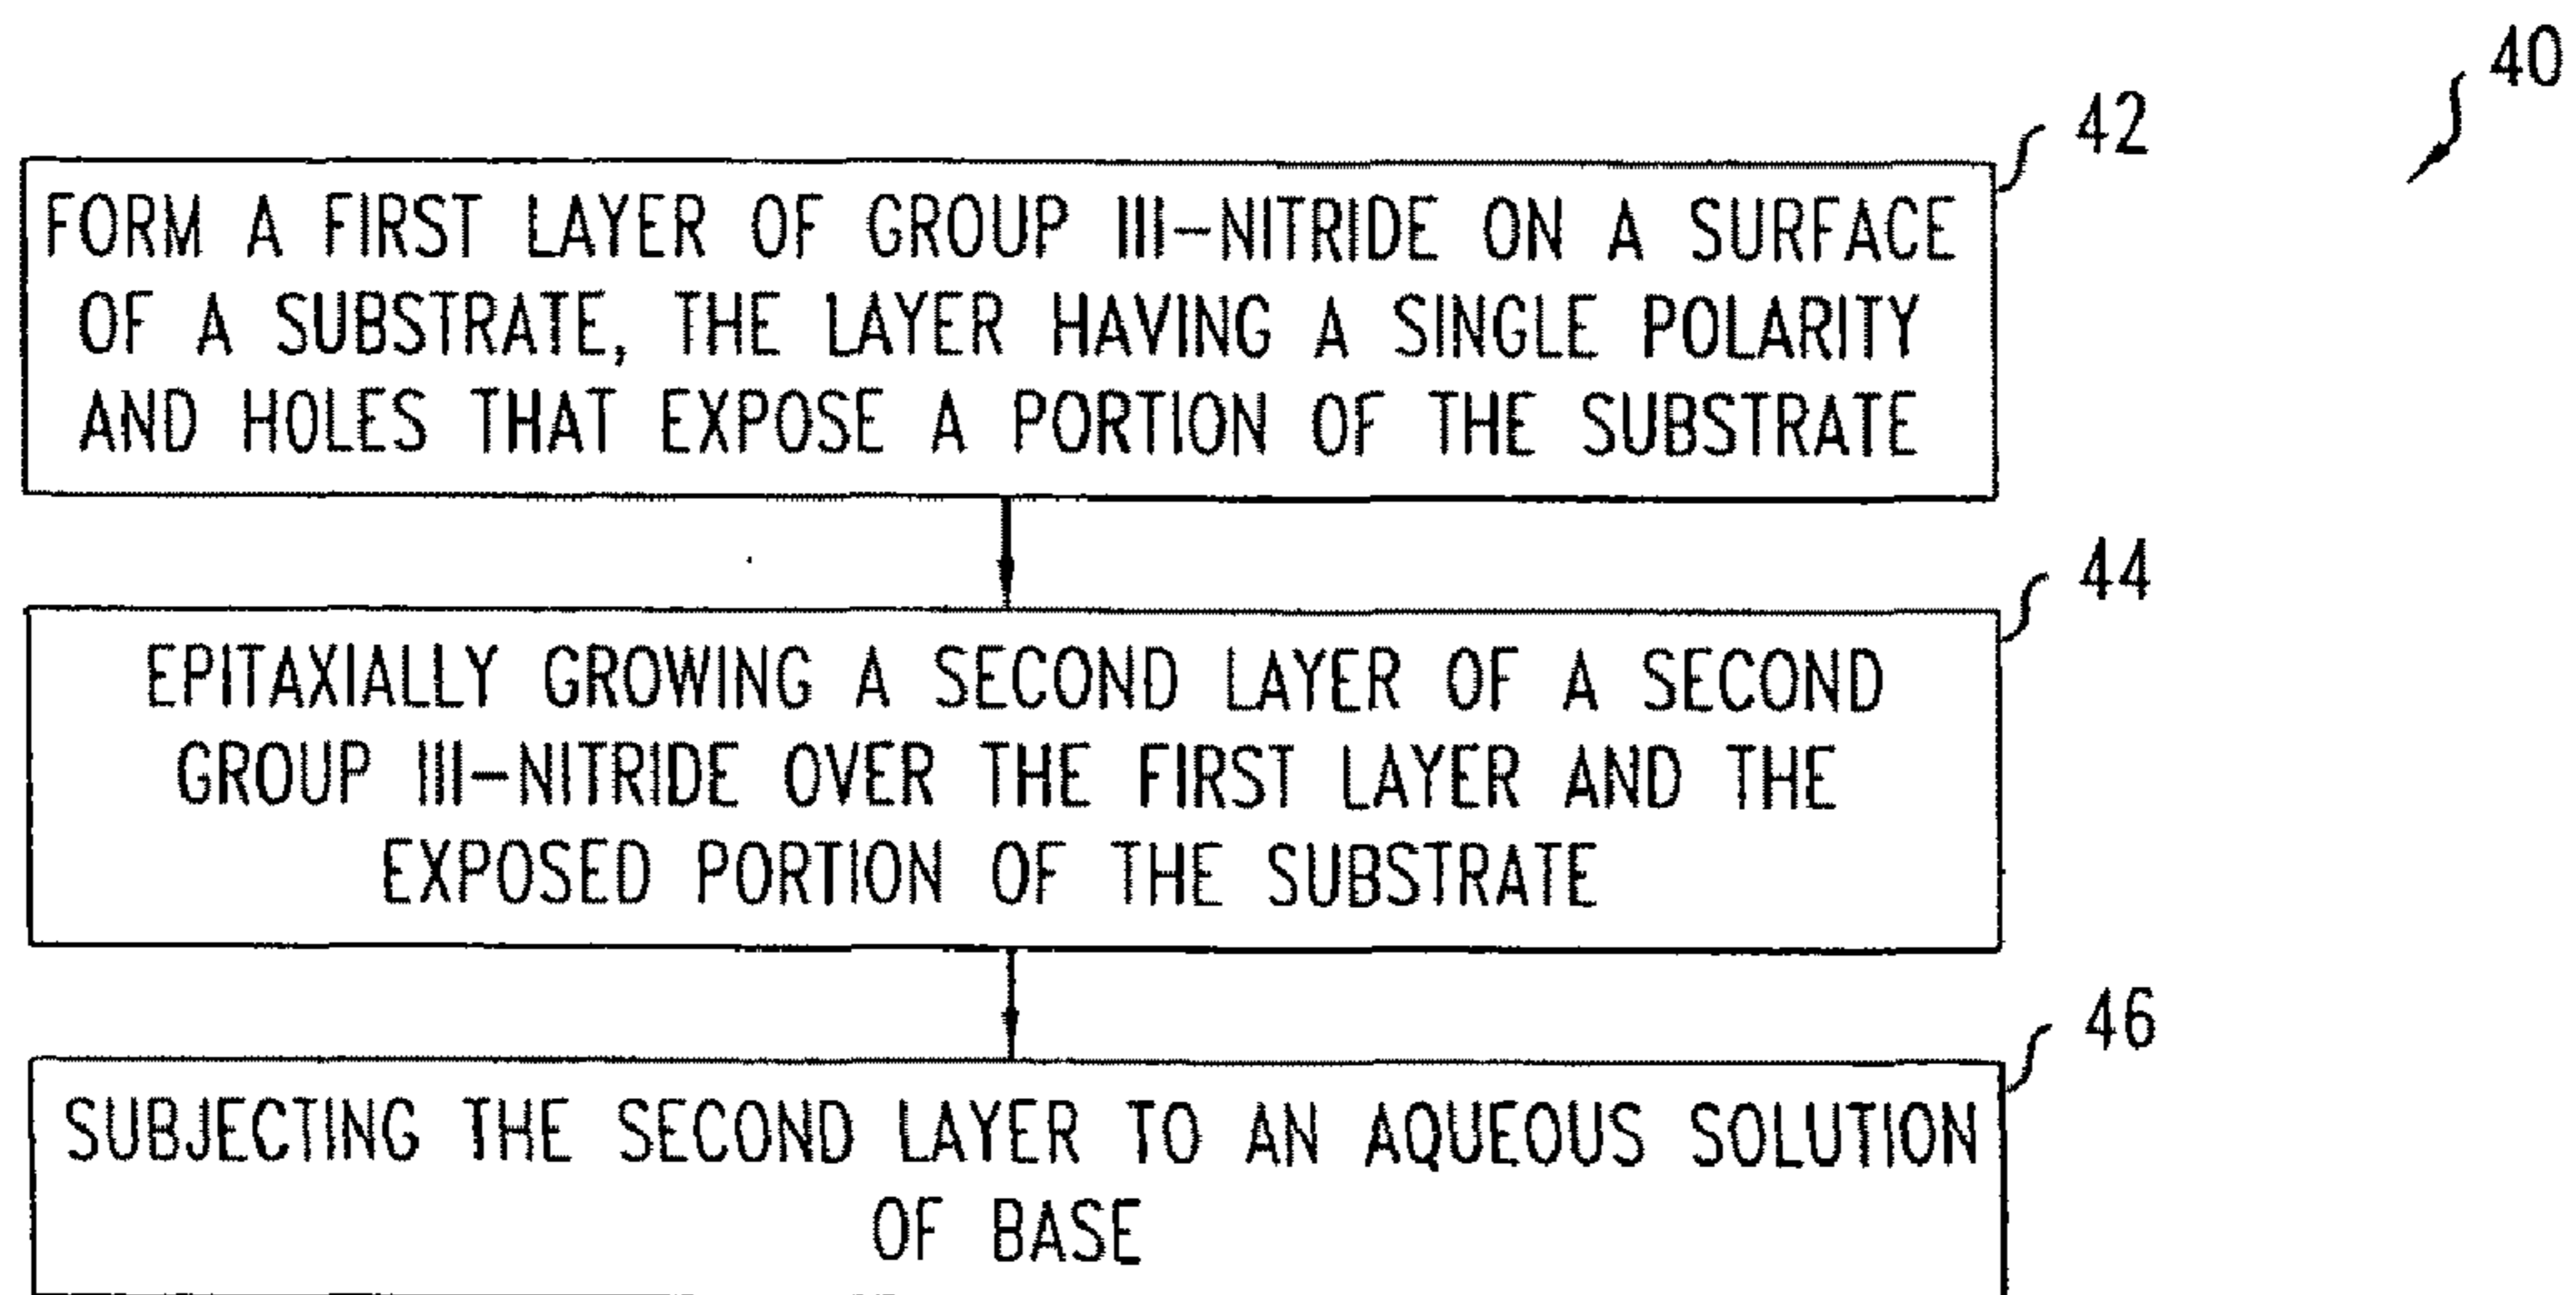 40
42
FORM A FIRST LAYER OF GROUP III-NITRIDE ON A SURFACE
OF A SUBSTRATE, THE LAYER HAVING A SINGLE POLARITY
AND HOLES THAT EXPOSE A PORTION OF THE SUBSTRATE
44
EPITAXIALLY GROWING A SECOND LAYER OF A SECOND
GROUP III-NITRIDE OVER THE FIRST LAYER AND THE
EXPOSED PORTION OF THE SUBSTRATE
46
SUBJECTING THE SECOND LAYER TO AN AQUEOUS SOLUTION
OF BASE